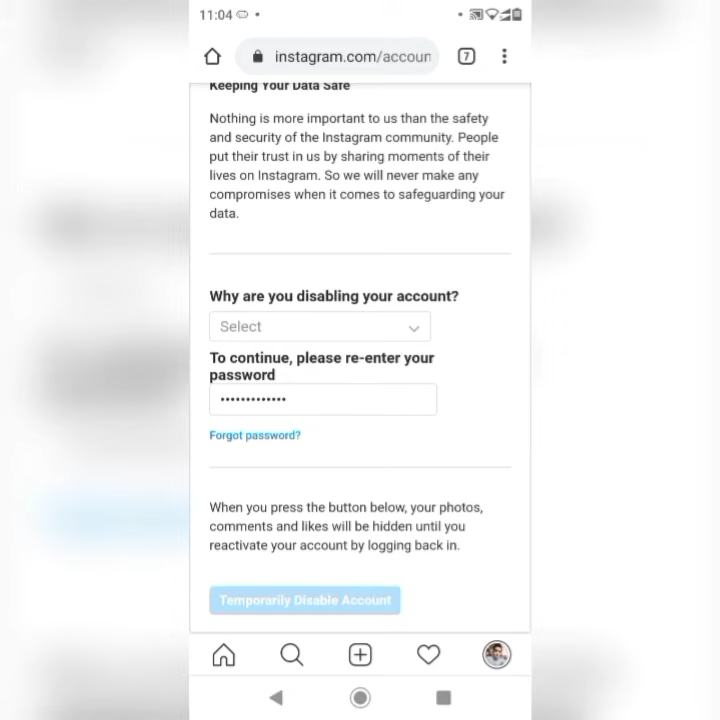 11:04
7
instagram.com/accoun
Keeping Your Data Safe
Nothing is more important to us than the safety
and security of the Instagram community. People
put their trust in us by sharing moments of their
lives on Instagram. So we will never make any
compromises when it comes to safeguarding your
data.
Why are you disabling your account?
Select
To continue, please re-enter your
password
•••••••••••••
Forgot password?
When you press the button below, your photos,
comments and likes will be hidden until you
reactivate your account by logging back in.
Temporarily Disable Account